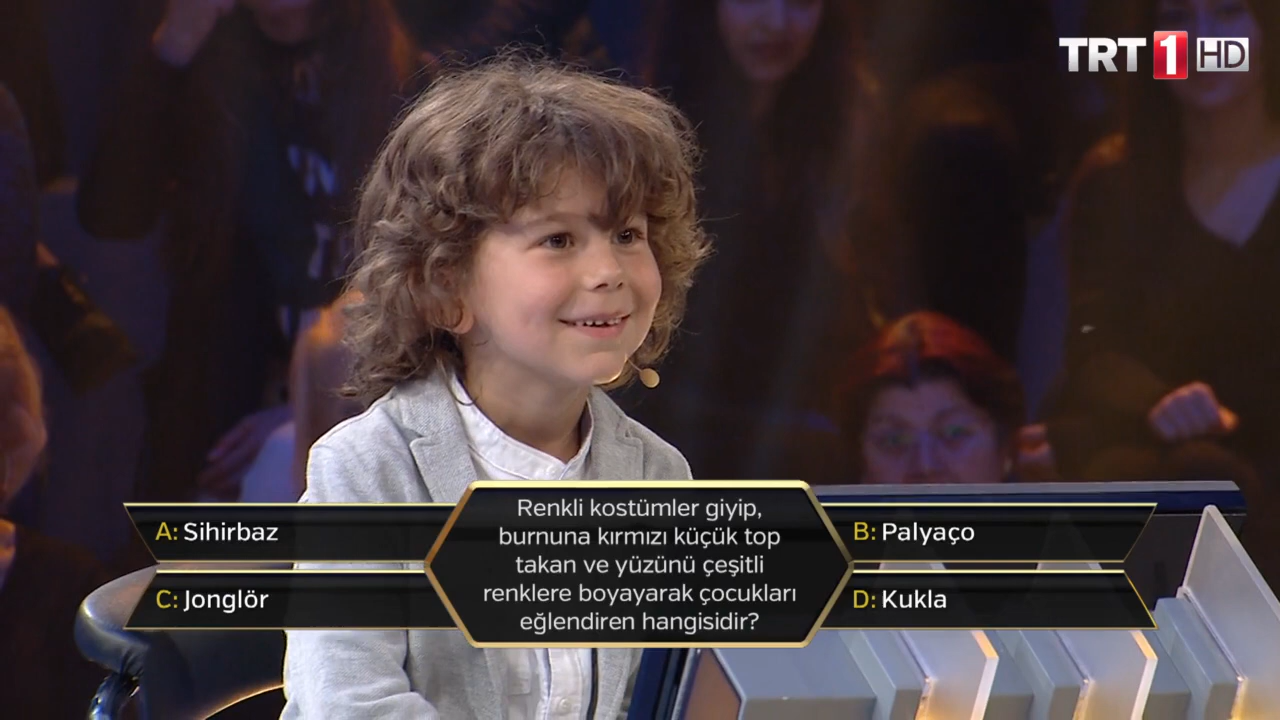 TRT 1 HD
Renkli kostümler giyip,
burnuna kırmızı küçük top
takan ve yüzünü çeşitli
renklere boyayarak çocukları
eğlendiren hangisidir?
A: Sihirbaz
B: Palyaço
C: Jonglör
D: Kukla